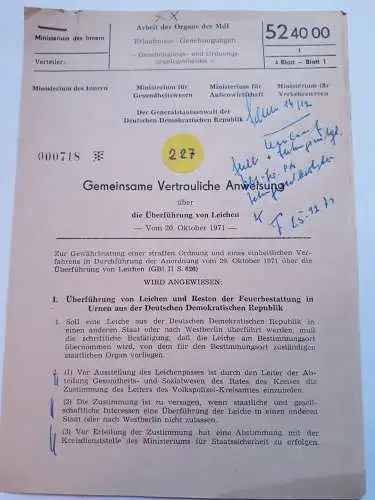 Ministerium des Innern
Verteiler:
Arbeit der Organe des MdI
Erlaubnisse, Genehmigungen
52 40 00
1
4 Blatt — Blatt 1
Ministerium des Innern
Ministerium für Gesundheitswesen
Ministerium für Außenwirtschaft
Ministerium für Verkehrswesen
Der Generalstaatsanwalt der
Deutschen Demokratischen Republik
000718
227
Gemeinsame Vertrauliche Anweisung
über
die Überführung von Leichen
— Vom 20. Oktober 1971 —
Zur Gewährleistung einer straffen Ordnung und eines einheitlichen Verfah-
rens in Durchführung der Anordnung vom 20. Oktober 1971 über die
Überführung von Leichen (GBl. II S. 626)
WIRD ANGEWIESEN:
I. Überführung von Leichen und Resten der Feuerbestattung in
Urnen aus der Deutschen Demokratischen Republik
1. Soll eine Leiche aus der Deutschen Demokratischen Republik in
einen anderen Staat oder nach Westberlin überführt werden, muß
die schriftliche Bestätigung, daß die Leiche am Bestimmungsort
übernommen wird, von dem für den Bestimmungsort zuständigen
staatlichen Organ vorliegen.
(1) Vor Ausstellung des Leichenpasses ist durch den Leiter der Ab-
teilung Gesundheits- und Sozialwesen des Rates des Kreises die
Zustimmung des Leiters des Volkspolizei-Kreisamtes einzuholen.
(2) Die Zustimmung ist zu versagen, wenn staatliche und gesell-
schaftliche Interessen eine Überführung der Leiche in einen anderen
Staat oder nach Westberlin nicht zulassen.
(3) Vor Erteilung der Zustimmung hat eine Abstimmung, mit der
Kreisdienststelle des Ministeriums für Staatssicherheit zu erfolgen.